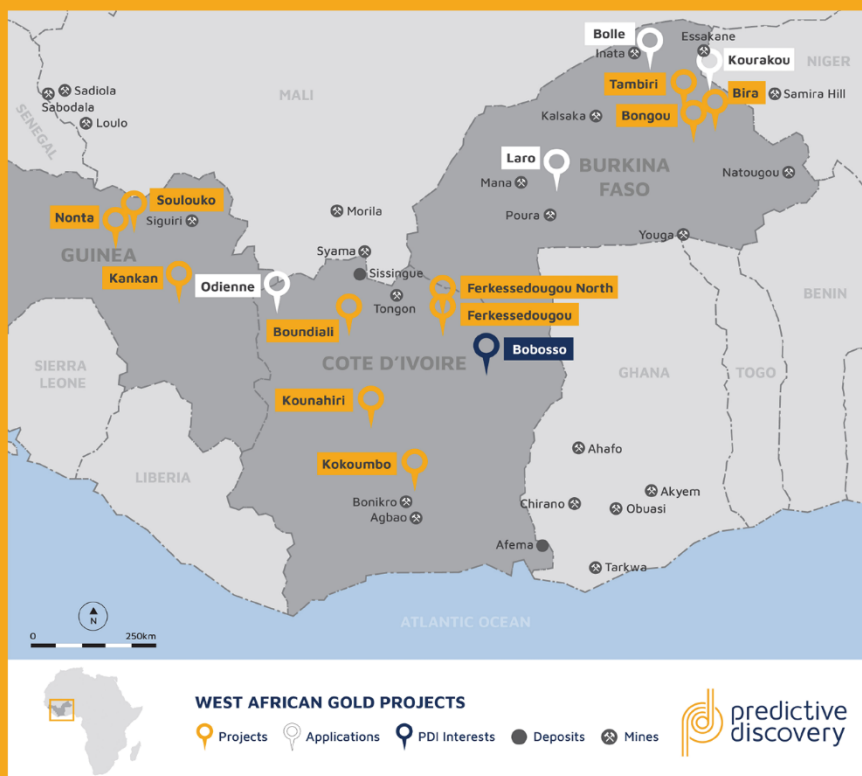 Bolle
Essakane
Inata
Kourakou
NIGER
Sadiola
Sabodala
MALI
Tambiri
Bira
Samira Hill
Loulo
SENEGAL
Kalsaka
Bongou
Laro
BURKINA
FASO
Mana
Natougou
Soulouko
Nonta
Siguiri
Morila
Poura
Youga
GUINEA
Syama
Kankan
Odienne
Sissingue
Ferkessedougou North
Tongon
Ferkessedougou
BENIN
Boundiali
Bobosso
COTE D'IVOIRE
SIERRA
LEONE
GHANA
TOGO
Kounahiri
Kokoumbo
Ahafo
LIBERIA
Bonikro
Agbao
Chirano
Akyem
Obuasi
Afema
Tarkwa
N
0 250km
ATLANTIC OCEAN
WEST AFRICAN GOLD PROJECTS
Projects Applications PDI Interests Deposits Mines
predictive
discovery